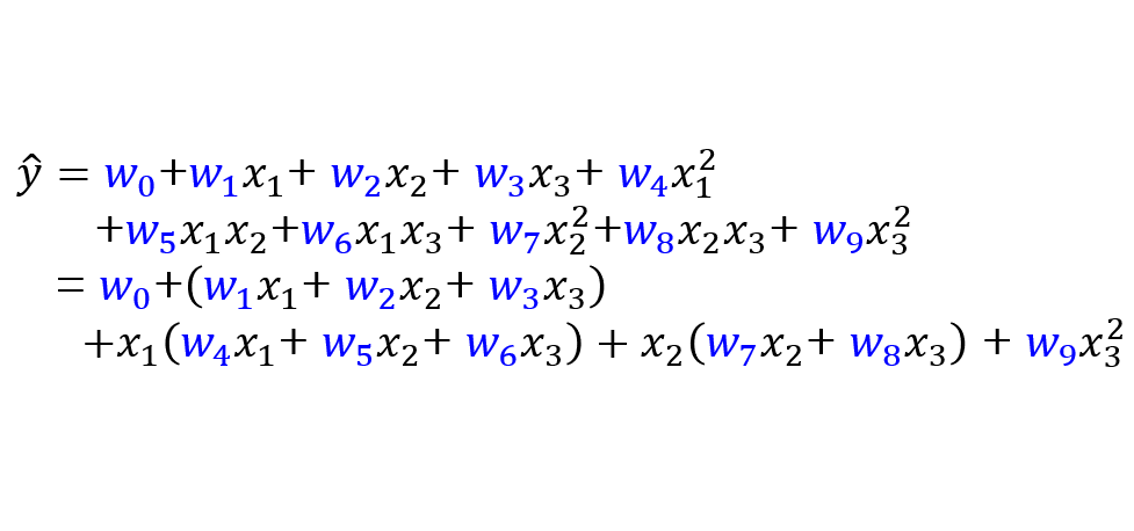 ŷ = w₀+w₁x₁+ w₂x₂+ w₃x₃+ w₄x₁²
+w₅x₁x₂+w₆x₁x₃+ w₇x₂²+w₈x₂x₃+ w₉x₃²
= w₀+(w₁x₁+ w₂x₂+ w₃x₃)
+x₁(w₄x₁+ w₅x₂+ w₆x₃) + x₂(w₇x₂+ w₈x₃) + w₉x₃²